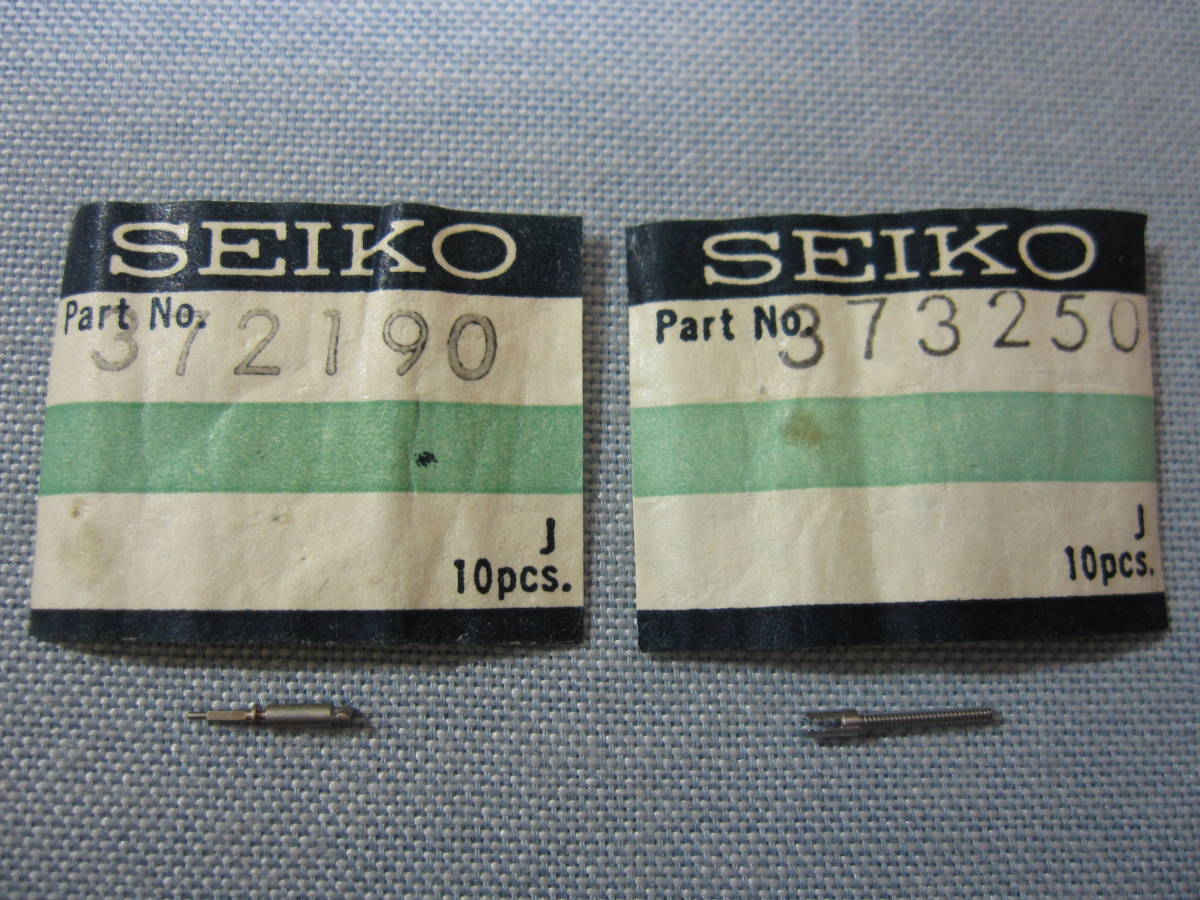 SEIKO
Part No. 372190
J
10pcs.
SEIKO
Part No. 373250
J
10pcs.